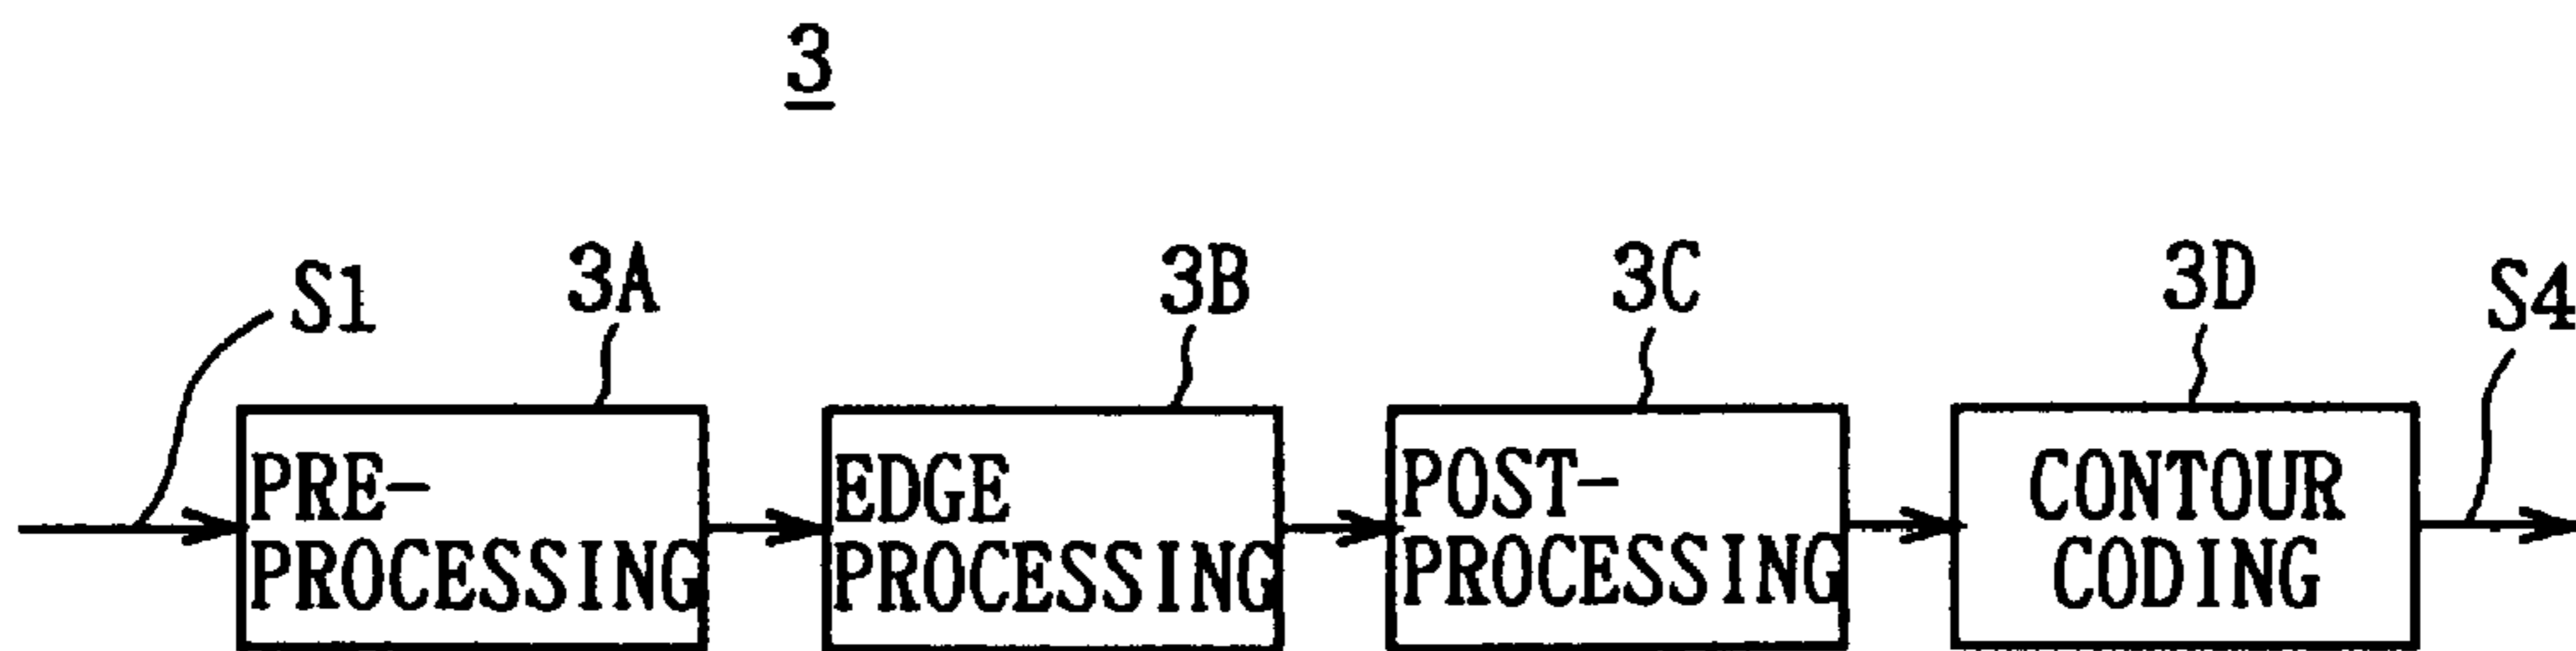 3
S1
3A
3B
3C
3D
S4
PRE-
PROCESSING
EDGE
PROCESSING
POST-
PROCESSING
CONTOUR
CODING